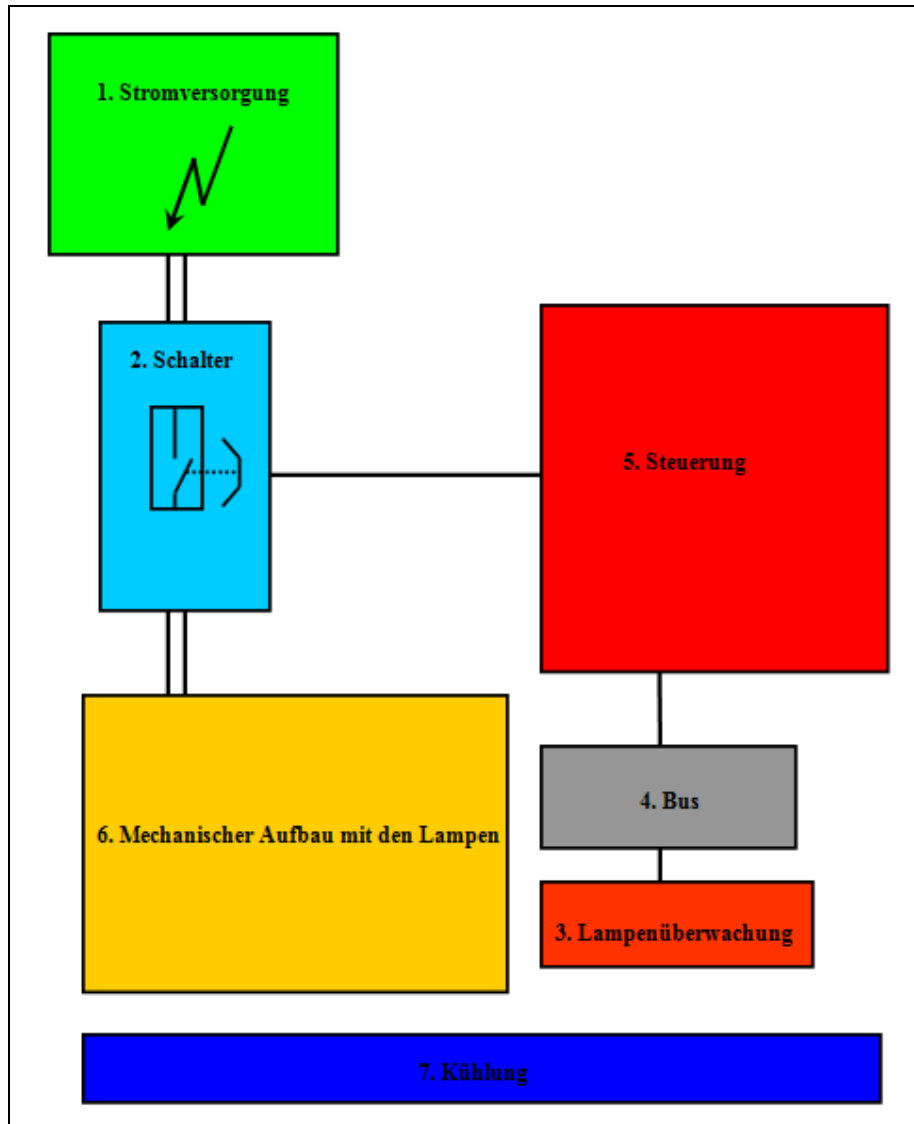 1. Stromversorgung
2. Schalter
5. Steuerung
4. Bus
6. Mechanischer Aufbau mit den Lampen
3. Lampenüberwachung
7. Kühlung